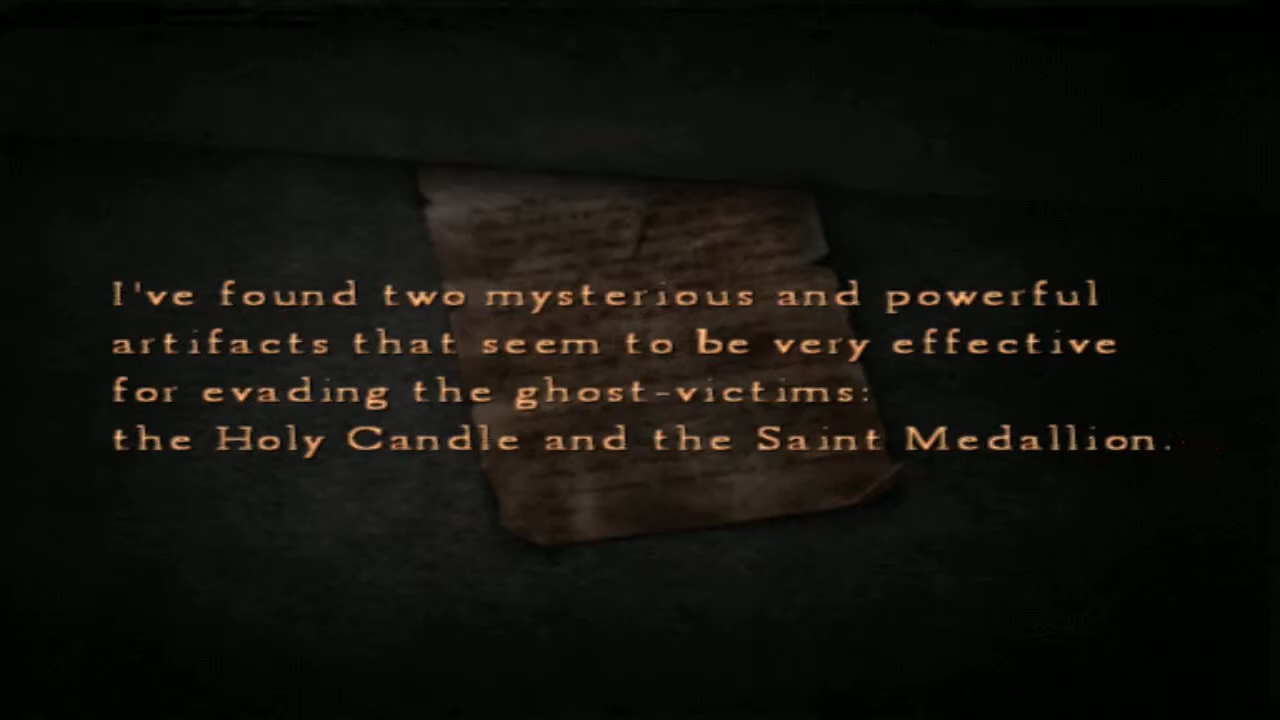 I've found two mysterious and powerful
artifacts that seem to be very effective
for evading the ghost-victims:
the Holy Candle and the Saint Medallion.